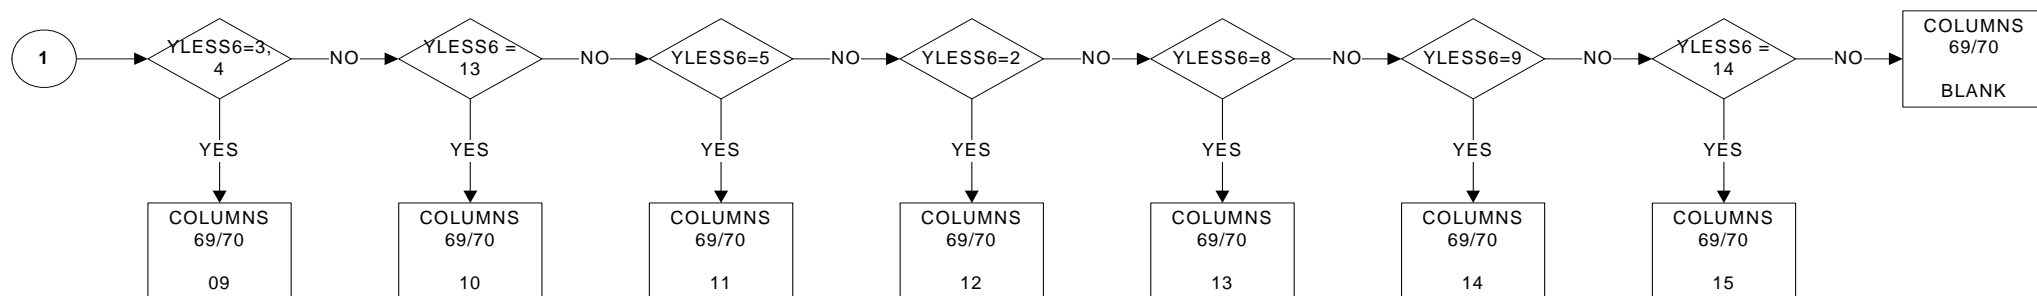 1
YLESS6=3,
4
NO
YLESS6 =
13
NO
YLESS6=5
NO
YLESS6=2
NO
YLESS6=8
NO
YLESS6=9
NO
YLESS6 =
14
NO
COLUMNS
69/70
BLANK
YES
YES
YES
YES
YES
YES
YES
COLUMNS
69/70
09
COLUMNS
69/70
10
COLUMNS
69/70
11
COLUMNS
69/70
12
COLUMNS
69/70
13
COLUMNS
69/70
14
COLUMNS
69/70
15